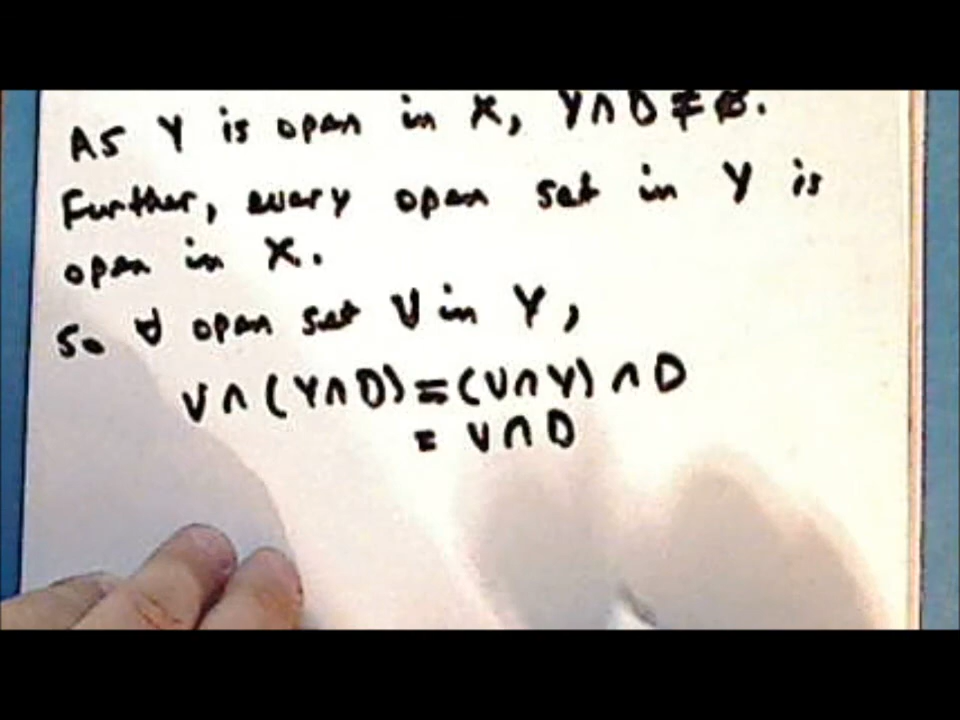 As Y is open in X, Y∩D ≠ ∅.
Further, every open set in Y is
open in X.
So ∀ open set V in Y,
V∩(Y∩D) = (V∩Y)∩D
= V∩D